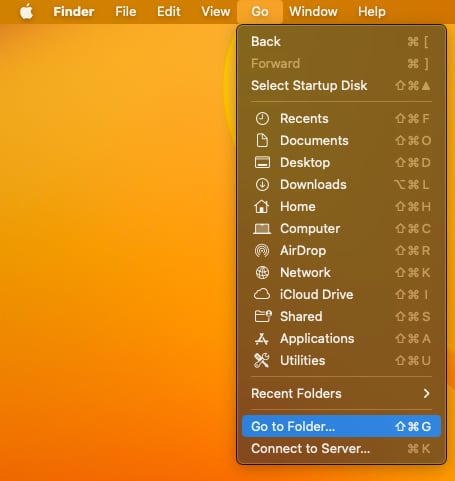 Finder File Edit View Go Window Help
Back ⌘ [
Forward ⌘ ]
Select Startup Disk ⇧⌘▲
Recents ⇧⌘F
Documents ⇧⌘O
Desktop ⇧⌘D
Downloads ⌥⌘L
Home ⇧⌘H
Computer ⇧⌘C
AirDrop ⇧⌘R
Network ⇧⌘K
iCloud Drive ⇧⌘I
Shared ⇧⌘S
Applications ⇧⌘A
Utilities ⇧⌘U
Recent Folders >
Go to Folder... ⇧⌘G
Connect to Server... ⌘K